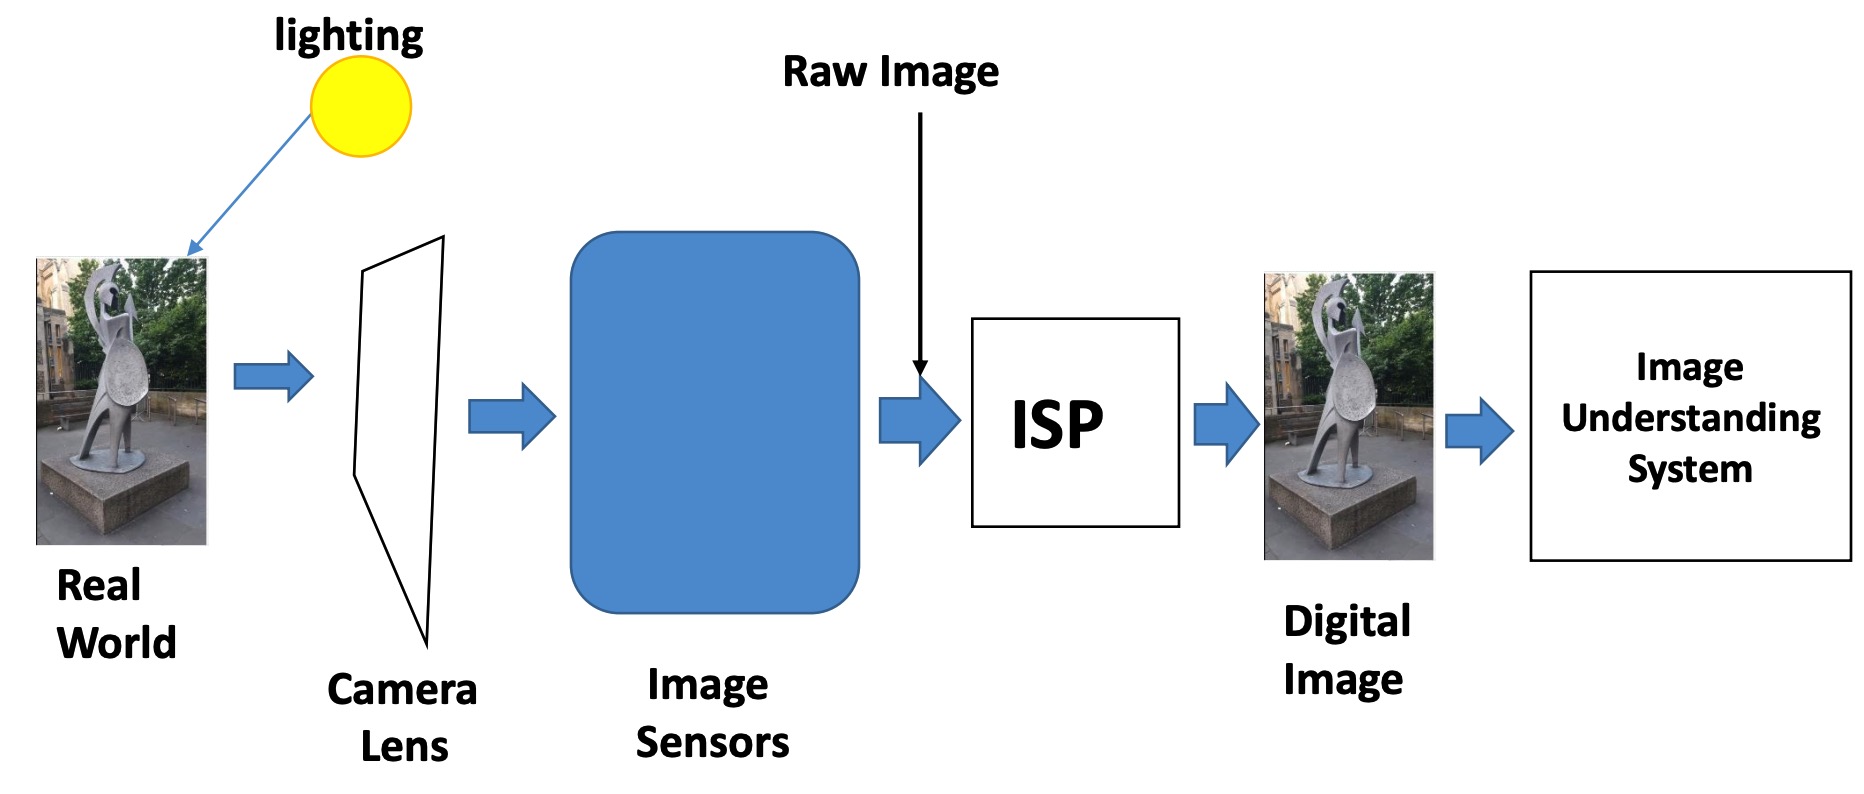 lighting
Raw Image
Real
World
Camera
Lens
Image
Sensors
ISP
Digital
Image
Image
Understanding
System